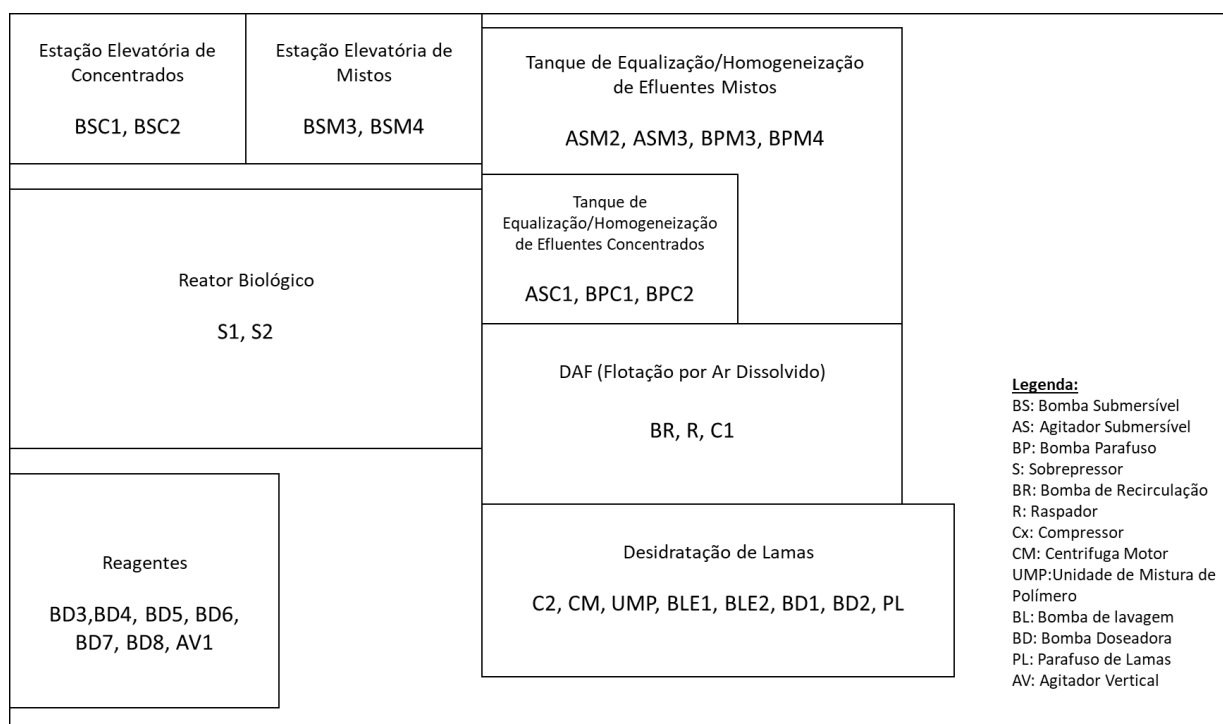 Estação Elevatória de
Concentrados
BSC1, BSC2
Estação Elevatória de
Mistos
BSM3, BSM4
Tanque de Equalização/Homogeneização
de Efluentes Mistos
ASM2, ASM3, BPM3, BPM4
Tanque de
Equalização/Homogeneização
de Efluentes Concentrados
ASC1, BPC1, BPC2
Reator Biológico
S1, S2
DAF (Flotação por Ar Dissolvido)
BR, R, C1
Reagentes
BD3,BD4, BD5, BD6,
BD7, BD8, AV1
Desidratação de Lamas
C2, CM, UMP, BLE1, BLE2, BD1, BD2, PL
Legenda:
BS: Bomba Submersível
AS: Agitador Submersível
BP: Bomba Parafuso
S: Sobrepressor
BR: Bomba de Recirculação
R: Raspador
Cx: Compressor
CM: Centrifuga Motor
UMP:Unidade de Mistura de
Polímero
BL: Bomba de lavagem
BD: Bomba Doseadora
PL: Parafuso de Lamas
AV: Agitador Vertical